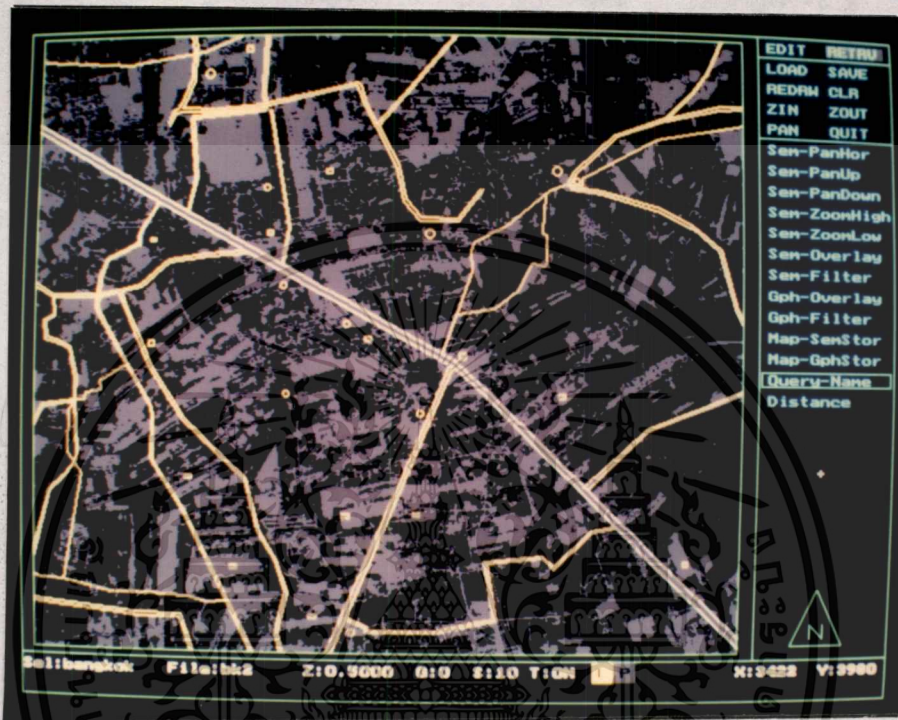 EDIT RETRV
LOAD SAVE
REDRW CLR
ZIN ZOUT
PAN QUIT
Sem-PanHor
Sem-PanUp
Sem-PanDown
Sem-ZoomHigh
Sem-ZoomLow
Sem-Overlay
Sem-Filter
Gph-Overlay
Gph-Filter
Map-SemStor
Map-GphStor
Query-Name
Distance
N
Sel:bangkok File:bk2 Z:0.5000 S:10 T:ON X:3422 Y:3980